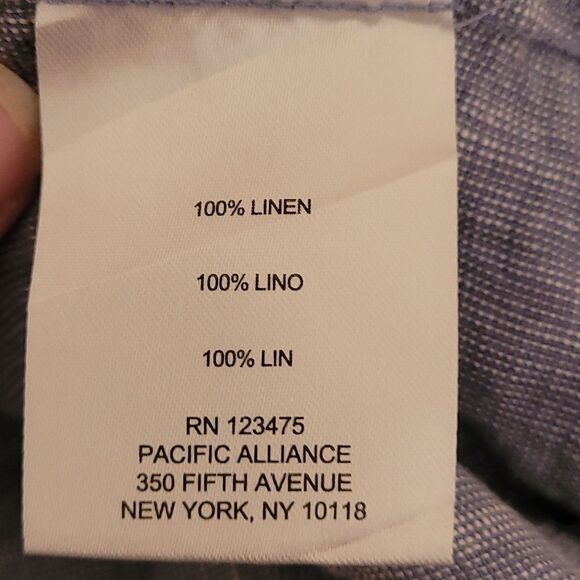 100% LINEN
100% LINO
100% LIN
RN 123475
PACIFIC ALLIANCE
350 FIFTH AVENUE
NEW YORK, NY 10118